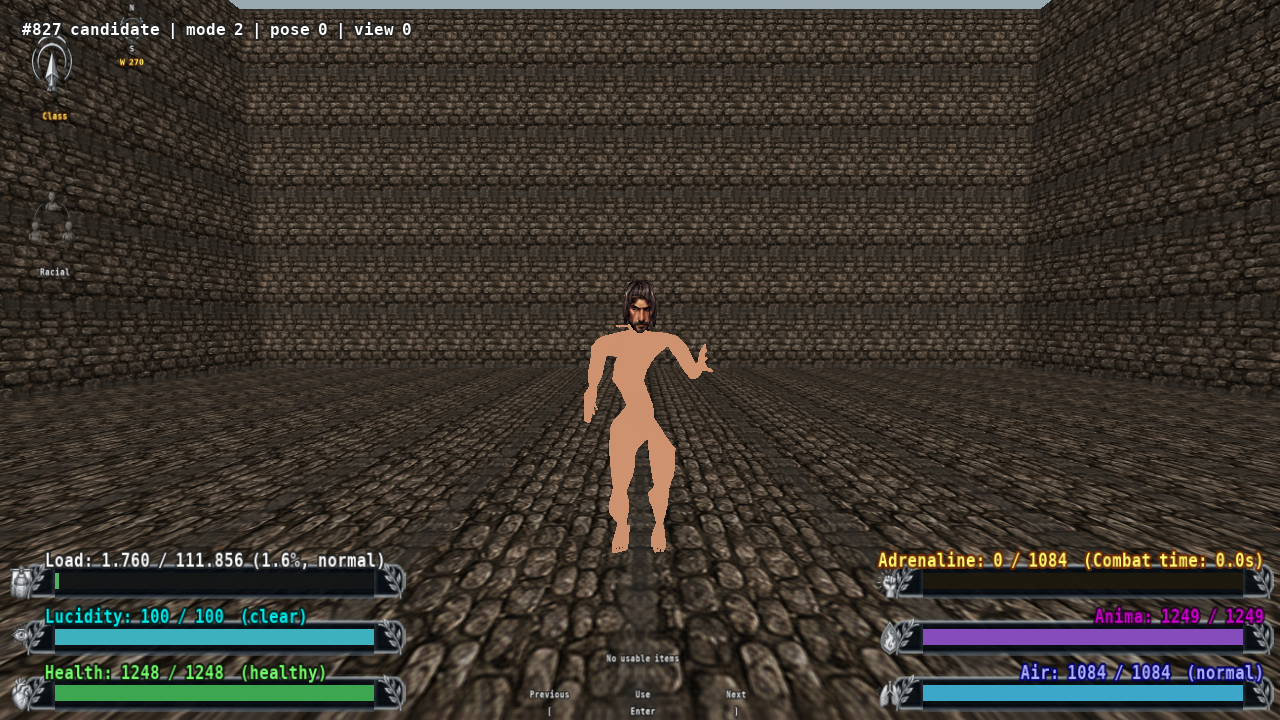 N
#827 candidate | mode 2 | pose 0 | view 0
S
W 270
Class
Racial
Load: 1.760 / 111.856 (1.6%, normal)
Adrenaline: 0 / 1084 (Combat time: 0.0s)
Lucidity: 100 / 100 (clear)
Anima: 1249 / 1249
No usable items
Health: 1248 / 1248 (healthy)
Air: 1084 / 1084 (normal)
Previous Use Next
[ Enter ]